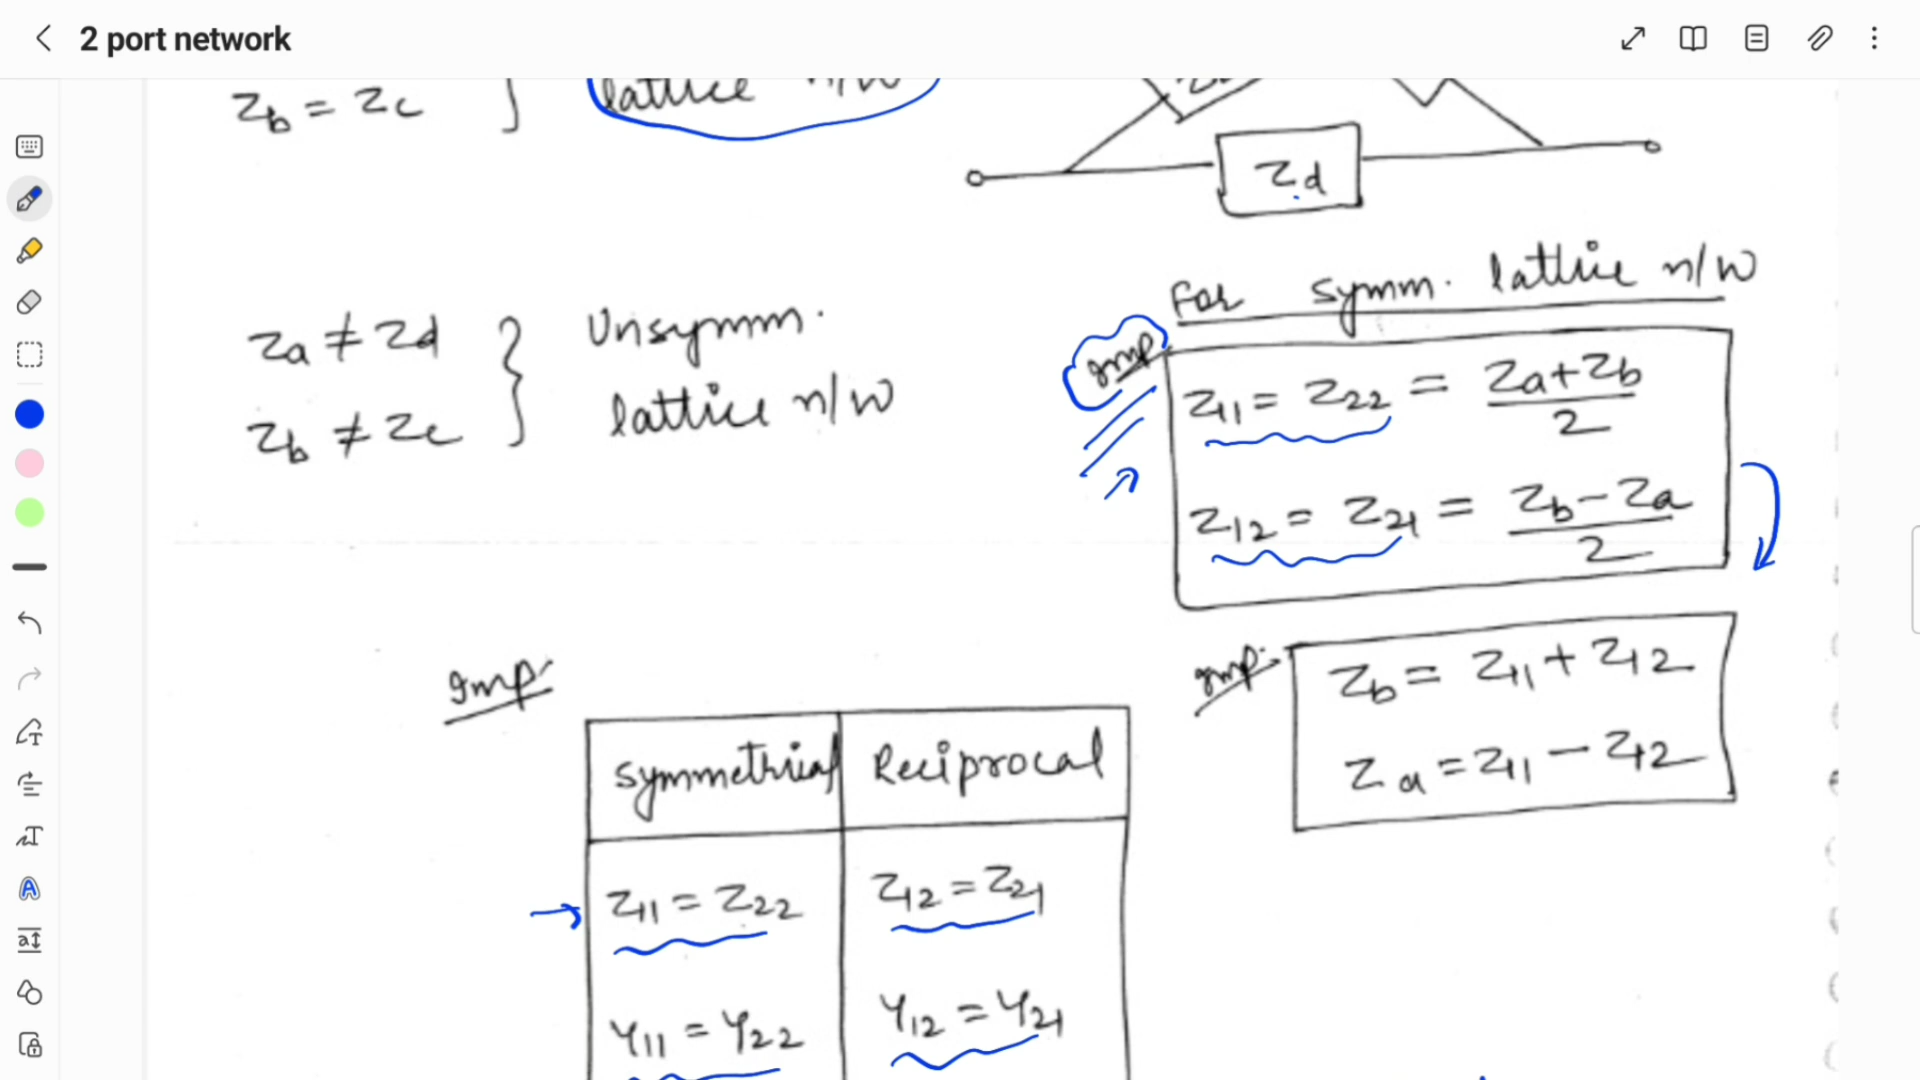 2 port network
Zb = Zc } lattice n/w
Zd
For symm. lattice n/w
Za ≠ Zd } Unsymm.
Zb ≠ Zc lattice n/w
Imp
Z11 = Z22 = Za+Zb/2
Z12 = Z21 = Zb-Za/2
Imp.
Zb = Z11 + Z12
Za = Z11 - Z12
Imp.
Symmetrical Reciprocal
Z11 = Z22 Z12 = Z21
Y11 = Y22 Y12 = Y21